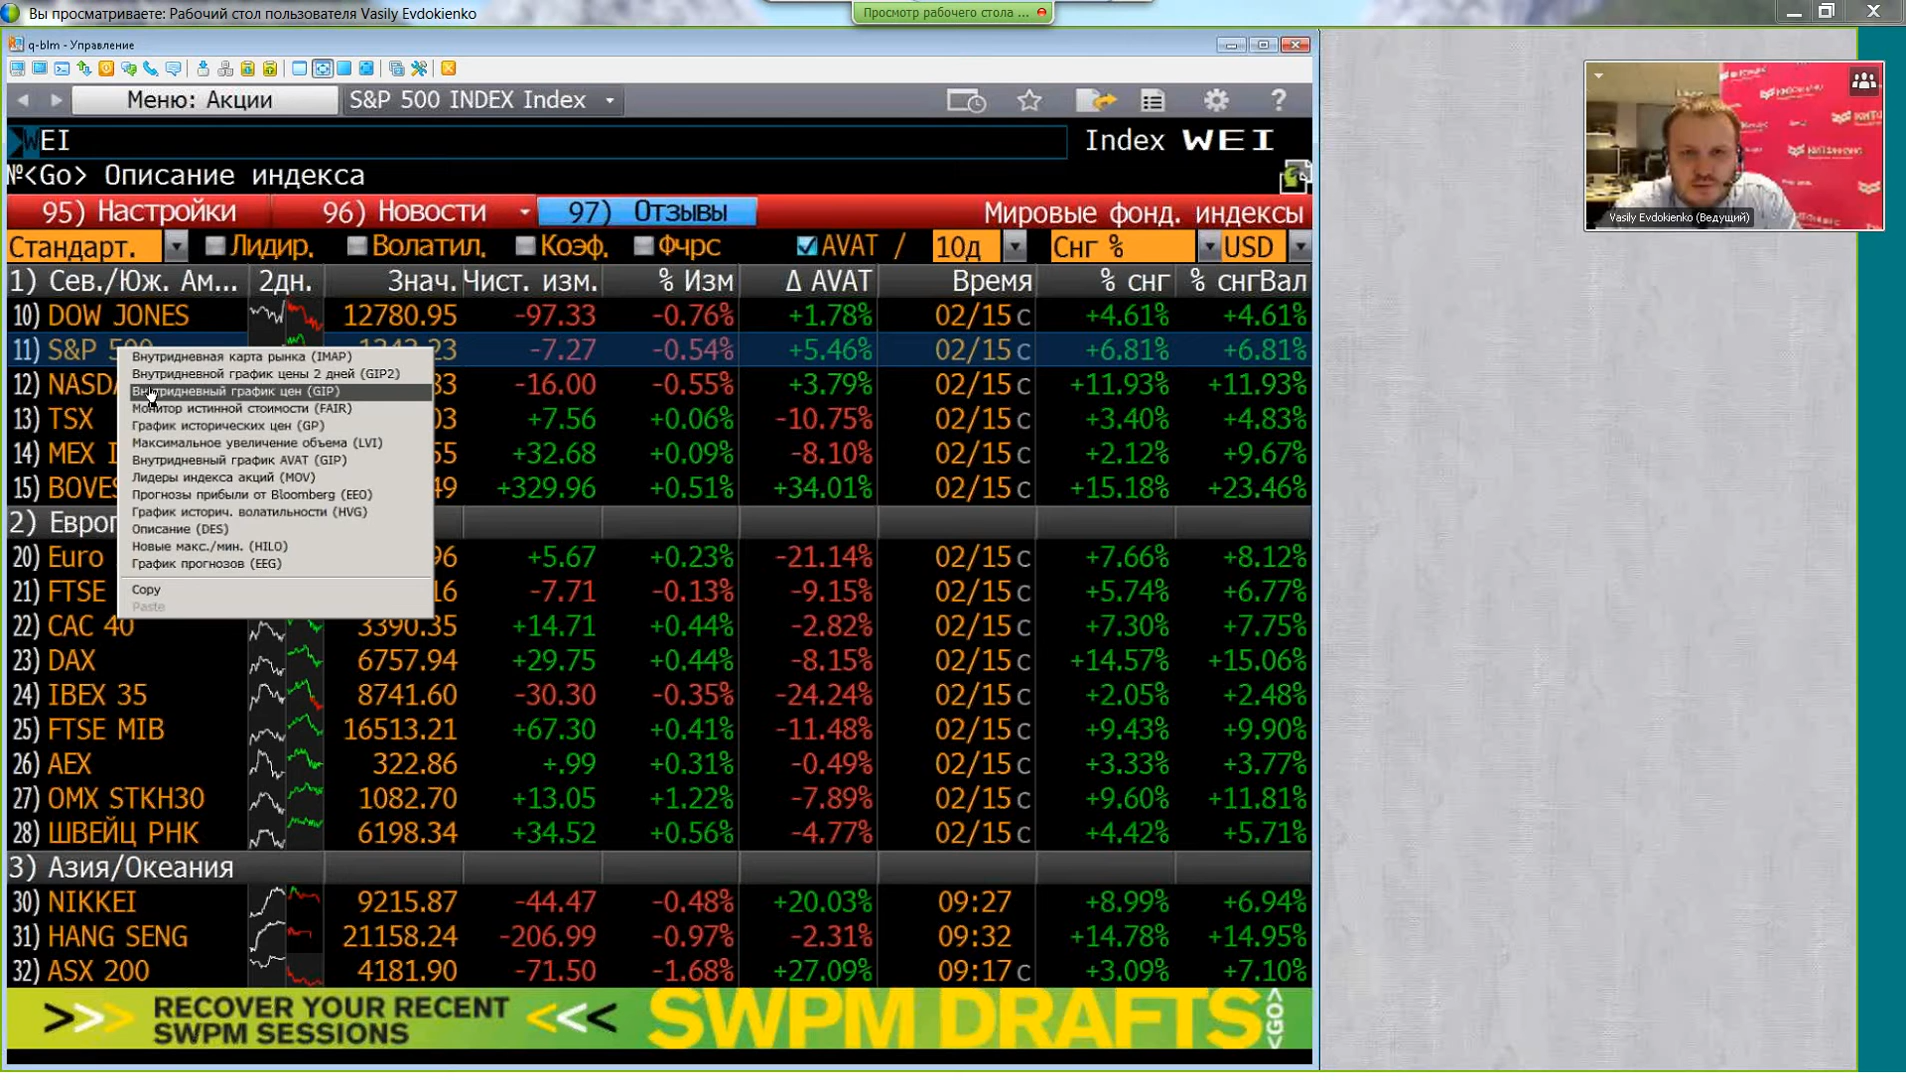 Вы просматриваете: Рабочий стол пользователя Vasily Evdokienko
Просмотр рабочего стола ...
q-blm - Управление
Меню: Акции S&P 500 INDEX Index
WEI Index WEI
№<Go> Описание индекса
95) Настройки 96) Новости 97) Отзывы Мировые фонд. индексы
Стандарт. Лидир. Волатил. Коэф. Фчрс AVAT / 10д Снг % USD
1) Сев./Юж. Ам... 2дн. Знач. Чист. изм. % Изм Δ AVAT Время % снг % снгВал
10) DOW JONES 12780.95 -97.33 -0.76% +1.78% 02/15 c +4.61% +4.61%
11) S&P 500 -7.27 -0.54% +5.46% 02/15 c +6.81% +6.81%
12) NASDA 83 -16.00 -0.55% +3.79% 02/15 c +11.93% +11.93%
13) TSX 03 +7.56 +0.06% -10.75% 02/15 c +3.40% +4.83%
14) MEX I 55 +32.68 +0.09% -8.10% 02/15 c +2.12% +9.67%
15) BOVES 49 +329.96 +0.51% +34.01% 02/15 c +15.18% +23.46%
2) Европ
20) Euro 96 +5.67 +0.23% -21.14% 02/15 c +7.66% +8.12%
21) FTSE 16 -7.71 -0.13% -9.15% 02/15 c +5.74% +6.77%
22) CAC 40 3390.35 +14.71 +0.44% -2.82% 02/15 c +7.30% +7.75%
23) DAX 6757.94 +29.75 +0.44% -8.15% 02/15 c +14.57% +15.06%
24) IBEX 35 8741.60 -30.30 -0.35% -24.24% 02/15 c +2.05% +2.48%
25) FTSE MIB 16513.21 +67.30 +0.41% -11.48% 02/15 c +9.43% +9.90%
26) AEX 322.86 +.99 +0.31% -0.49% 02/15 c +3.33% +3.77%
27) OMX STKH30 1082.70 +13.05 +1.22% -7.89% 02/15 c +9.60% +11.81%
28) ШВЕЙЦ РНК 6198.34 +34.52 +0.56% -4.77% 02/15 c +4.42% +5.71%
3) Азия/Океания
30) NIKKEI 9215.87 -44.47 -0.48% +20.03% 09:27 +8.99% +6.94%
31) HANG SENG 21158.24 -206.99 -0.97% -2.31% 09:32 +14.78% +14.95%
32) ASX 200 4181.90 -71.50 -1.68% +27.09% 09:17 c +3.09% +7.10%
Внутридневная карта рынка (IMAP)
Внутридневной график цены 2 дней (GIP2)
Внутридневный график цен (GIP)
Монитор истинной стоимости (FAIR)
График исторических цен (GP)
Максимальное увеличение объема (LVI)
Внутридневный график AVAT (GIP)
Лидеры индекса акций (MOV)
Прогнозы прибыли от Bloomberg (EEO)
График историч. волатильности (HVG)
Описание (DES)
Новые макс./мин. (HILO)
График прогнозов (EEG)
Copy
Paste
RECOVER YOUR RECENT
SWPM SESSIONS
SWPM DRAFTS <GO>
Vasily Evdokienko (Ведущий)